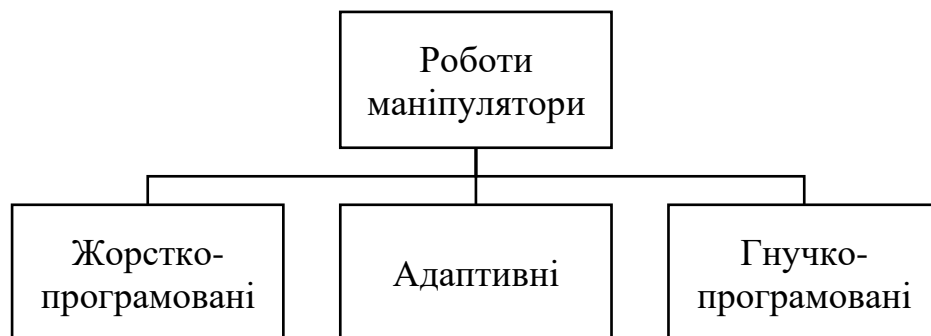 Роботи
маніпулятори
Жорстко-
програмовані
Адаптивні
Гнучко-
програмовані